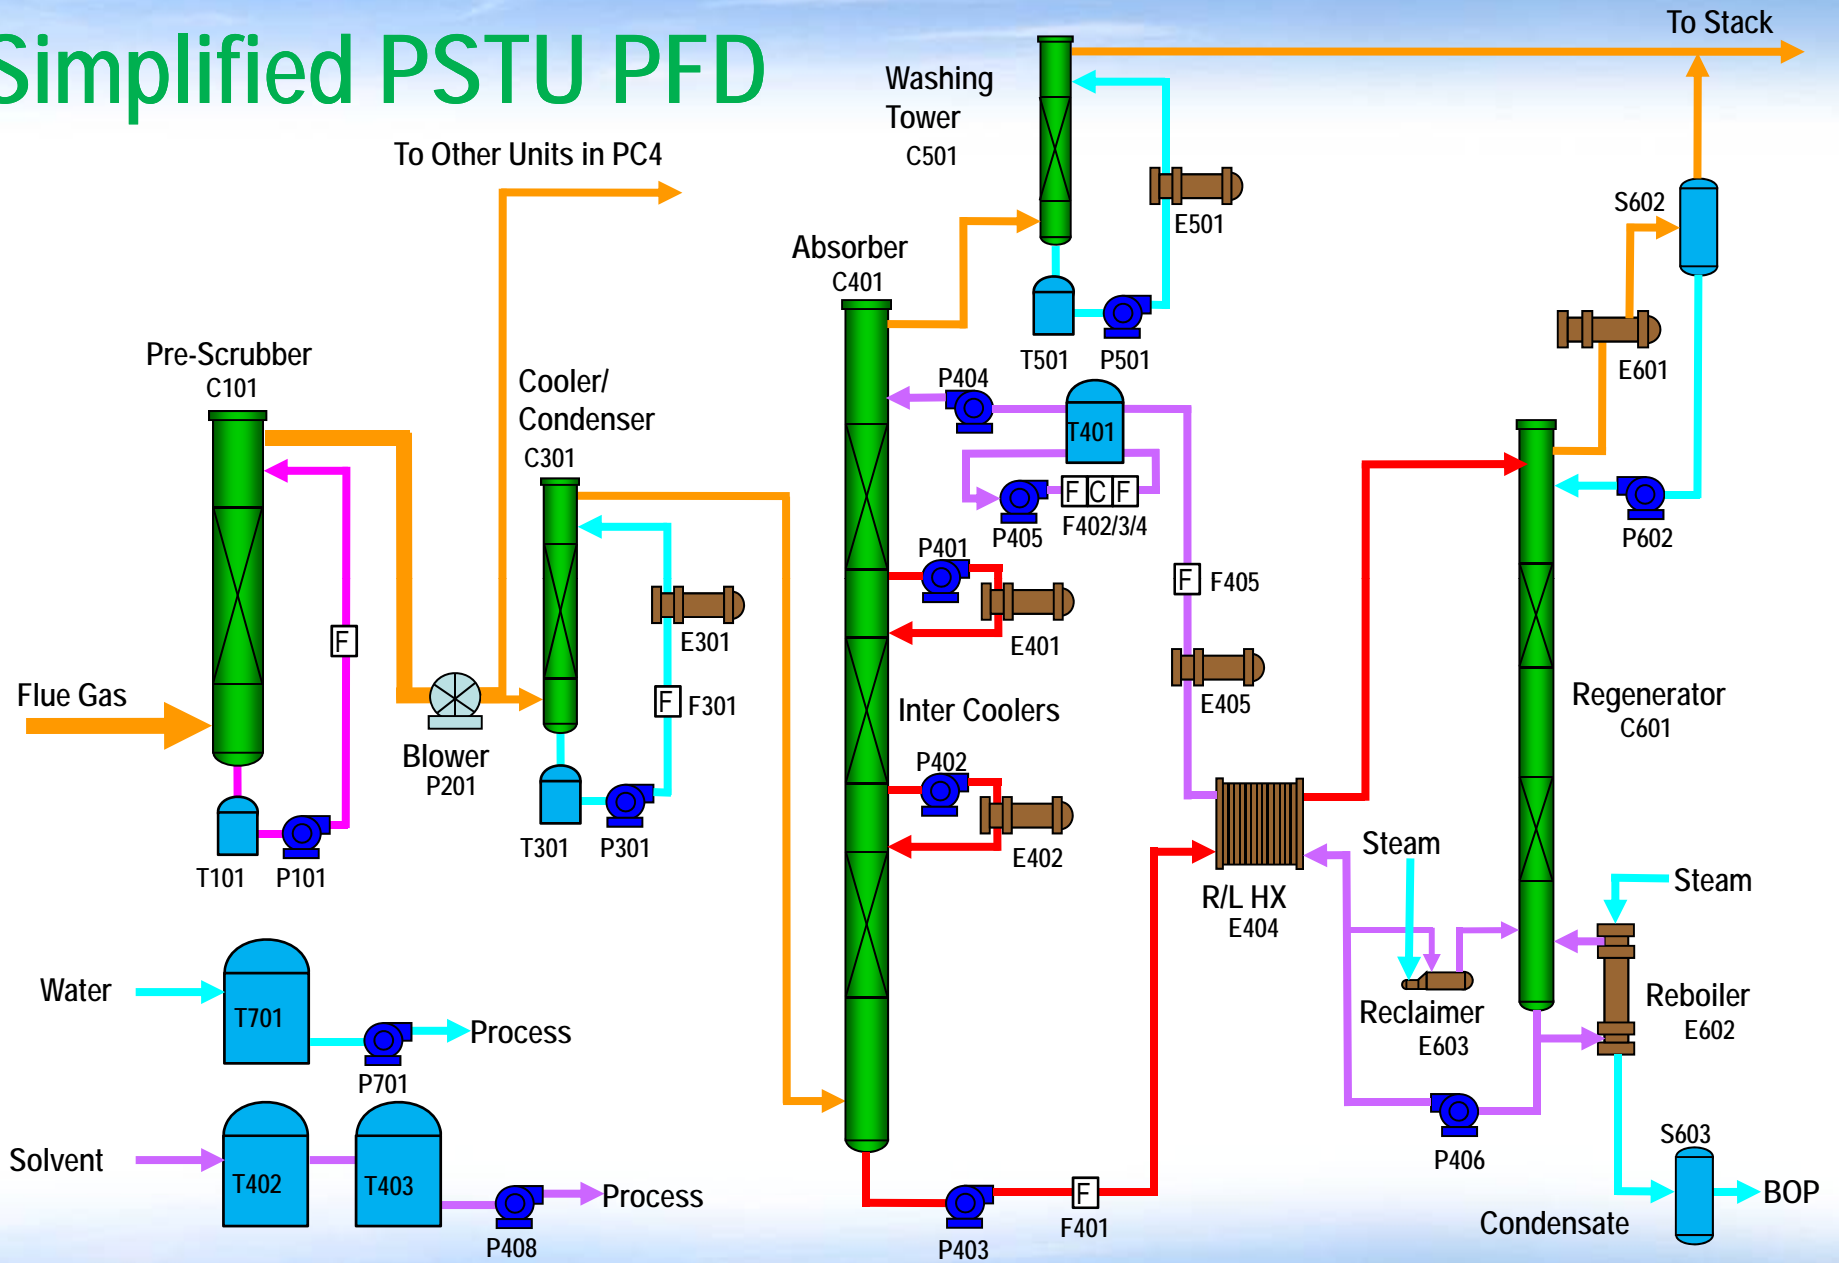 Simplified PSTU PFD
To Stack
Washing
Tower
C501
To Other Units in PC4
E501
S602
Absorber
C401
T501
P501
E601
Pre-Scrubber
C101
Cooler/
Condenser
C301
P404
T401
F C F
P405
F402/3/4
P602
P401
F F405
E401
F
E301
F F301
E405
Inter Coolers
Regenerator
C601
Flue Gas
Blower
P201
P402
E402
T301
P301
T101
P101
Steam
Steam
R/L HX
E404
Water
T701
Process
P701
Reclaimer
E603
Reboiler
E602
Solvent
T402
T403
Process
P408
P403
F
F401
P406
S603
BOP
Condensate